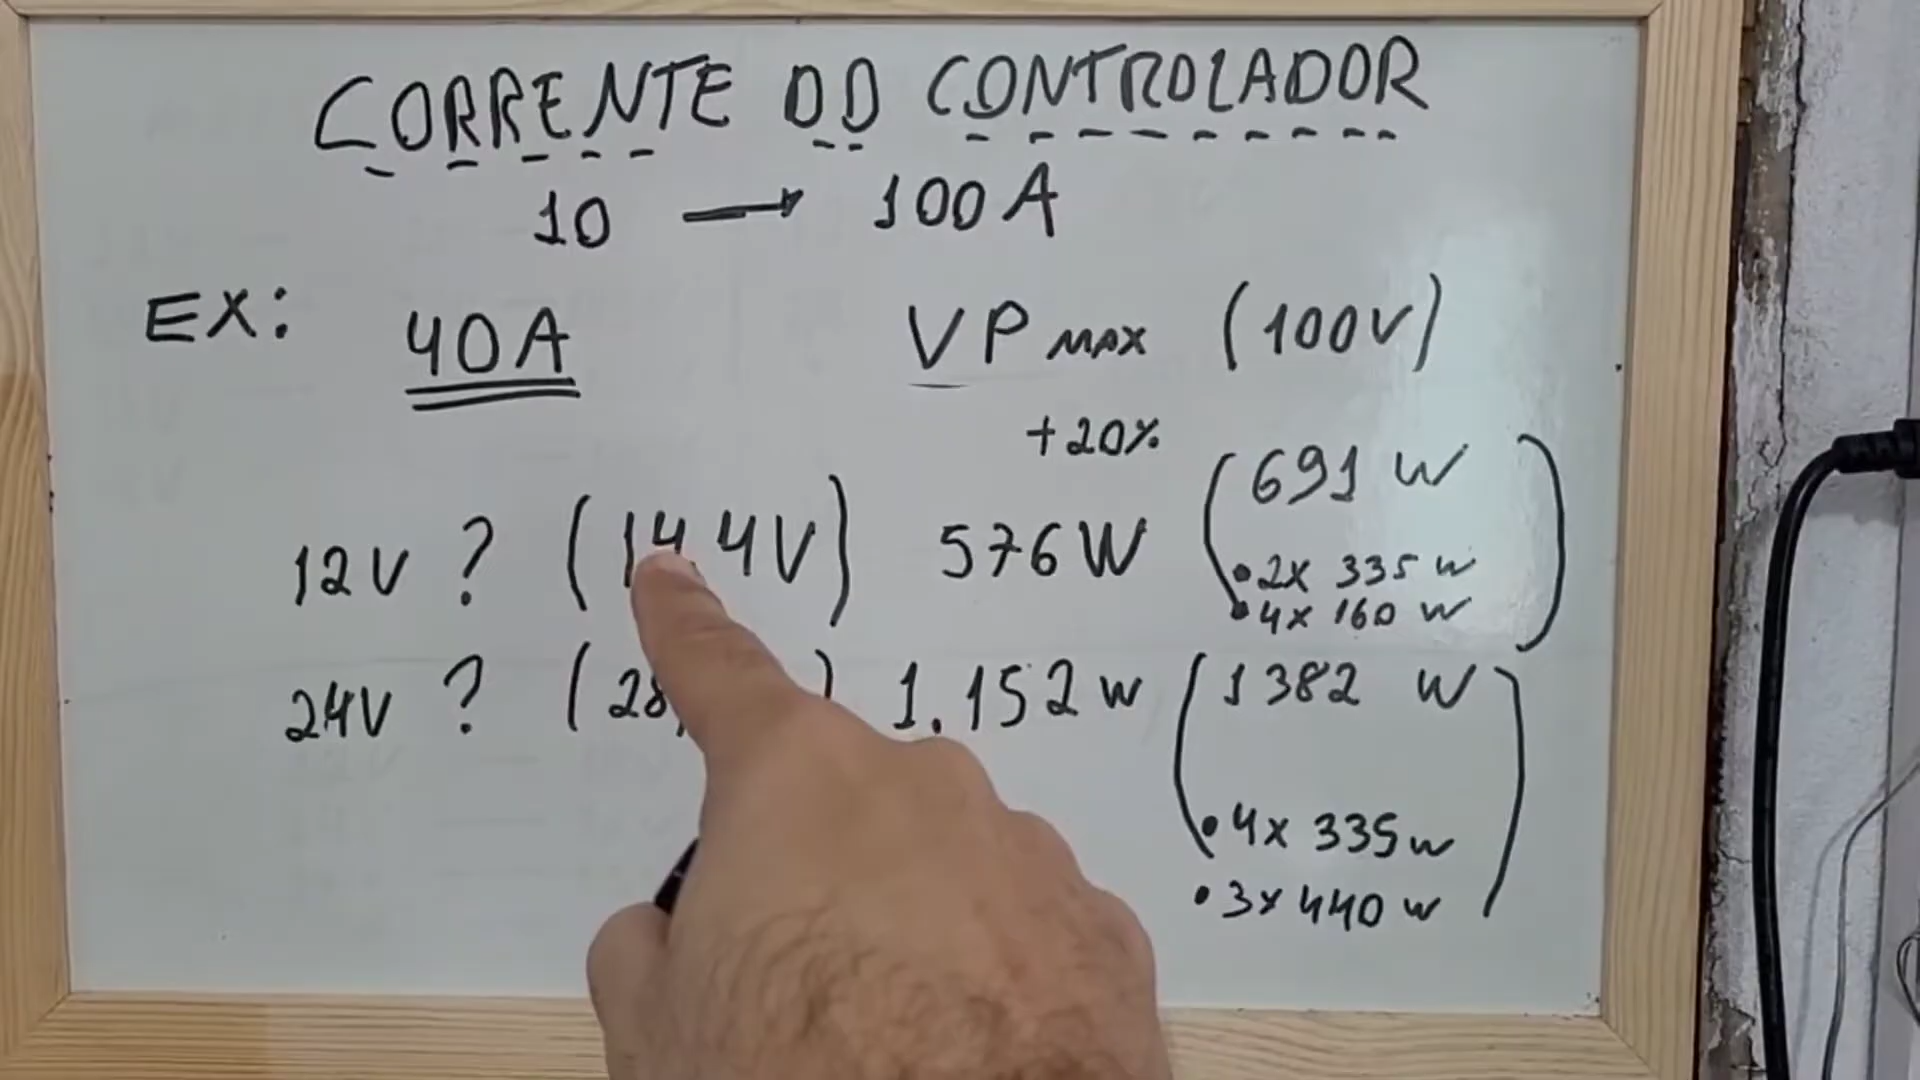 CORRENTE DO CONTROLADOR
10 → 100A
EX: 40A VP MAX (100V)
+20%
(691 W)
12V ? (14,4V) 576W
• 2x 335 W
• 4x 160 W
24V ? (28, ) 1.152 W (1382 W)
• 4x 335 W
• 3x 440 W